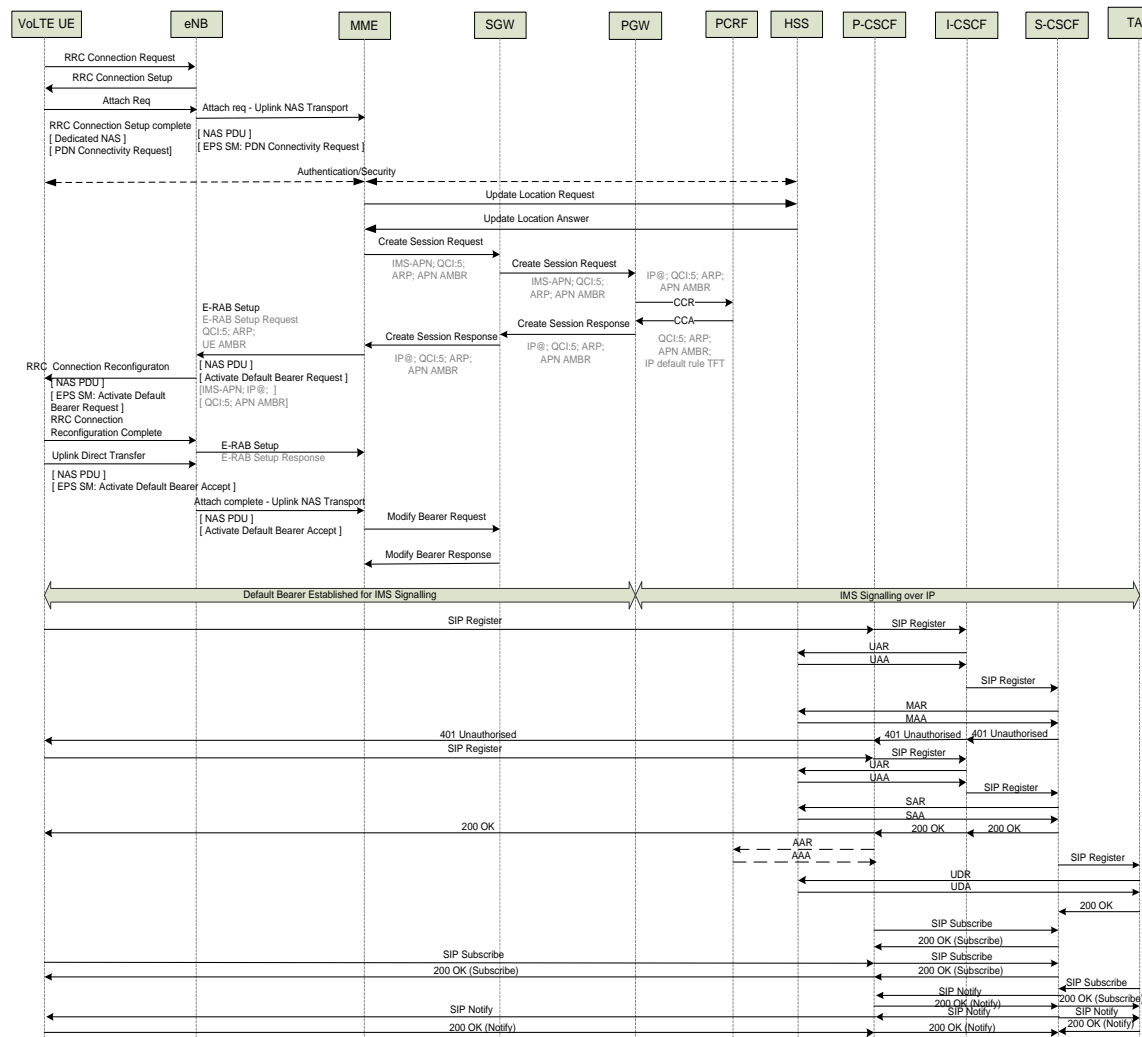 VoLTE UE
eNB
MME
SGW
PGW
PCRF
HSS
P-CSCF
I-CSCF
S-CSCF
TA
RRC Connection Request
RRC Connection Setup
Attach Req
Attach req - Uplink NAS Transport
RRC Connection Setup complete
[ Dedicated NAS ]
[ PDN Connectivity Request]
[ NAS PDU ]
[ EPS SM: PDN Connectivity Request ]
Authentication/Security
Update Location Request
Update Location Answer
Create Session Request
IMS-APN; QCI:5;
ARP; APN AMBR
Create Session Request
IMS-APN; QCI:5;
ARP; APN AMBR
IP@; QCI:5; ARP;
APN AMBR
CCR
CCA
QCI:5; ARP;
APN AMBR;
IP default rule TFT
Create Session Response
IP@; QCI:5; ARP;
APN AMBR
Create Session Response
IP@; QCI:5; ARP;
APN AMBR
E-RAB Setup
E-RAB Setup Request
QCI:5; ARP;
UE AMBR
[ NAS PDU ]
[ Activate Default Bearer Request ]
[IMS-APN; IP@; ]
[ QCI:5; APN AMBR]
RRC Connection Reconfiguraton
[ NAS PDU ]
[ EPS SM: Activate Default
Bearer Request ]
RRC Connection
Reconfiguration Complete
E-RAB Setup
E-RAB Setup Response
Uplink Direct Transfer
[ NAS PDU ]
[ EPS SM: Activate Default Bearer Accept ]
Attach complete - Uplink NAS Transport
[ NAS PDU ]
[ Activate Default Bearer Accept ]
Modify Bearer Request
Modify Bearer Response
Default Bearer Established for IMS Signalling
IMS Signalling over IP
SIP Register
SIP Register
UAR
UAA
SIP Register
MAR
MAA
401 Unauthorised
401 Unauthorised
401 Unauthorised
SIP Register
SIP Register
UAR
UAA
SIP Register
SAR
SAA
200 OK
200 OK
200 OK
AAR
AAA
SIP Register
UDR
UDA
200 OK
SIP Subscribe
200 OK (Subscribe)
SIP Subscribe
SIP Subscribe
200 OK (Subscribe)
200 OK (Subscribe)
SIP Subscribe
SIP Notify
200 OK (Notify)
200 OK (Subscribe
SIP Notify
SIP Notify
SIP Notify
200 OK (Notify)
200 OK (Notify)
200 OK (Notify)